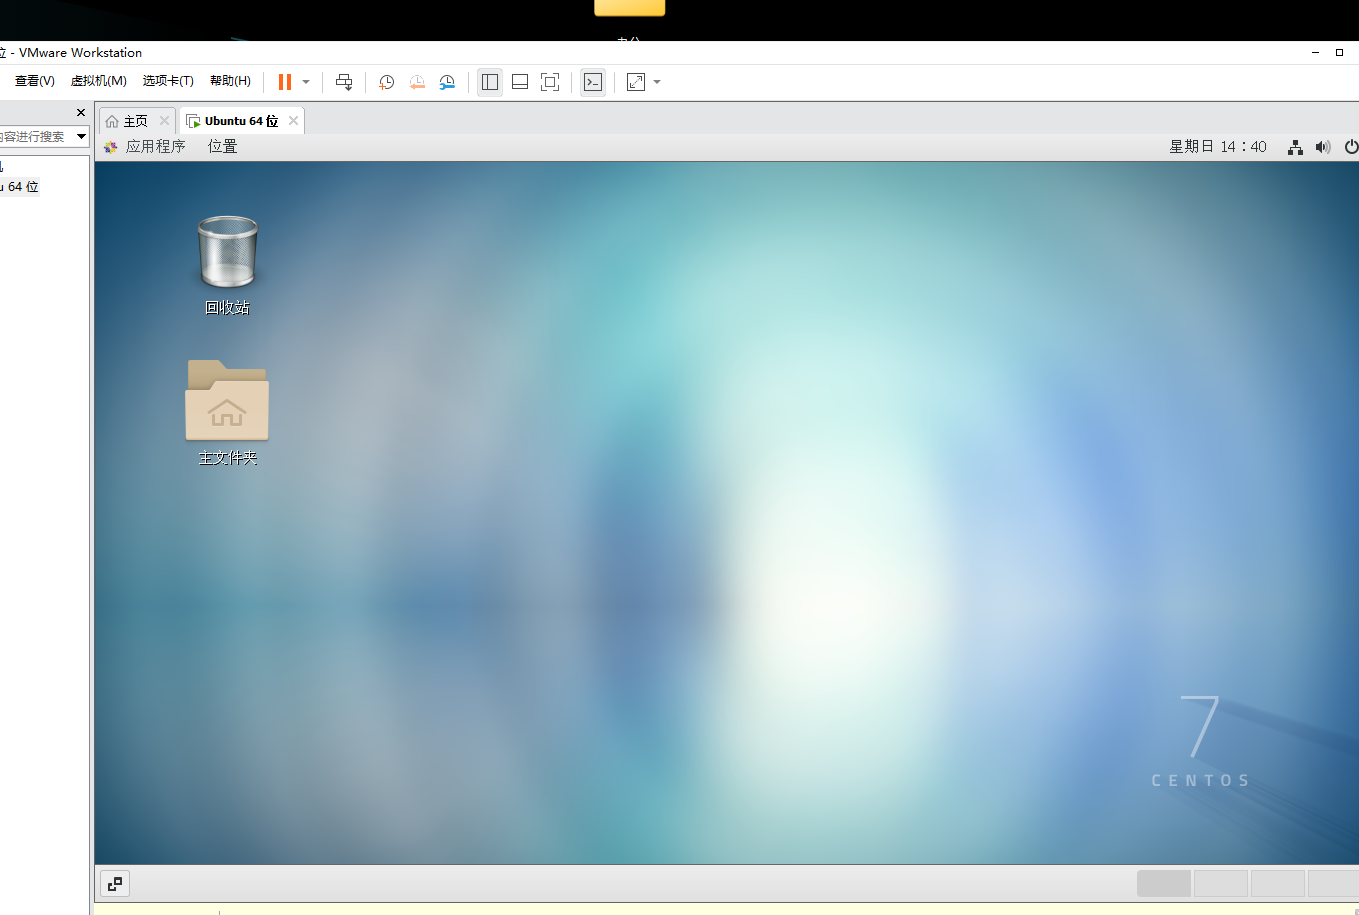 位 - VMware Workstation
查看(V) 虚拟机(M) 选项卡(T) 帮助(H)
内容进行搜索
主页
Ubuntu 64 位
u 64 位
应用程序 位置
星期日 14:40
回收站
主文件夹
7
CENTOS